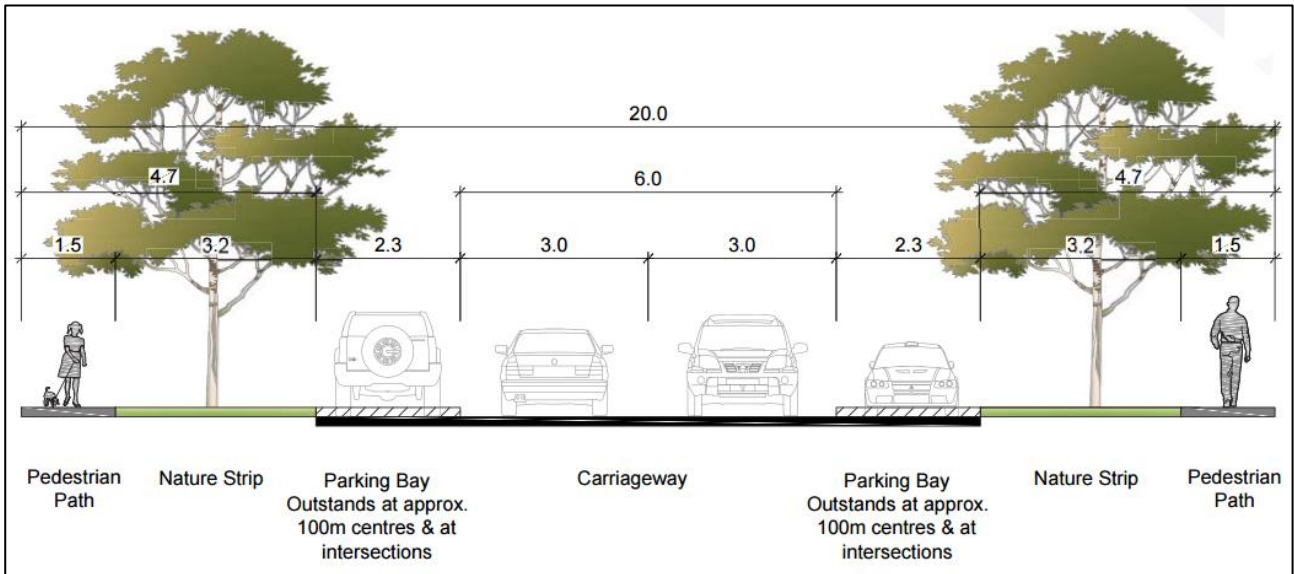 20.0
4.7
6.0
4.7
1.5
3.2
2.3
3.0
3.0
2.3
3.2
1.5
Pedestrian
Path
Nature Strip
Parking Bay
Outstands at approx.
100m centres & at
intersections
Carriageway
Parking Bay
Outstands at approx.
100m centres & at
intersections
Nature Strip
Pedestrian
Path